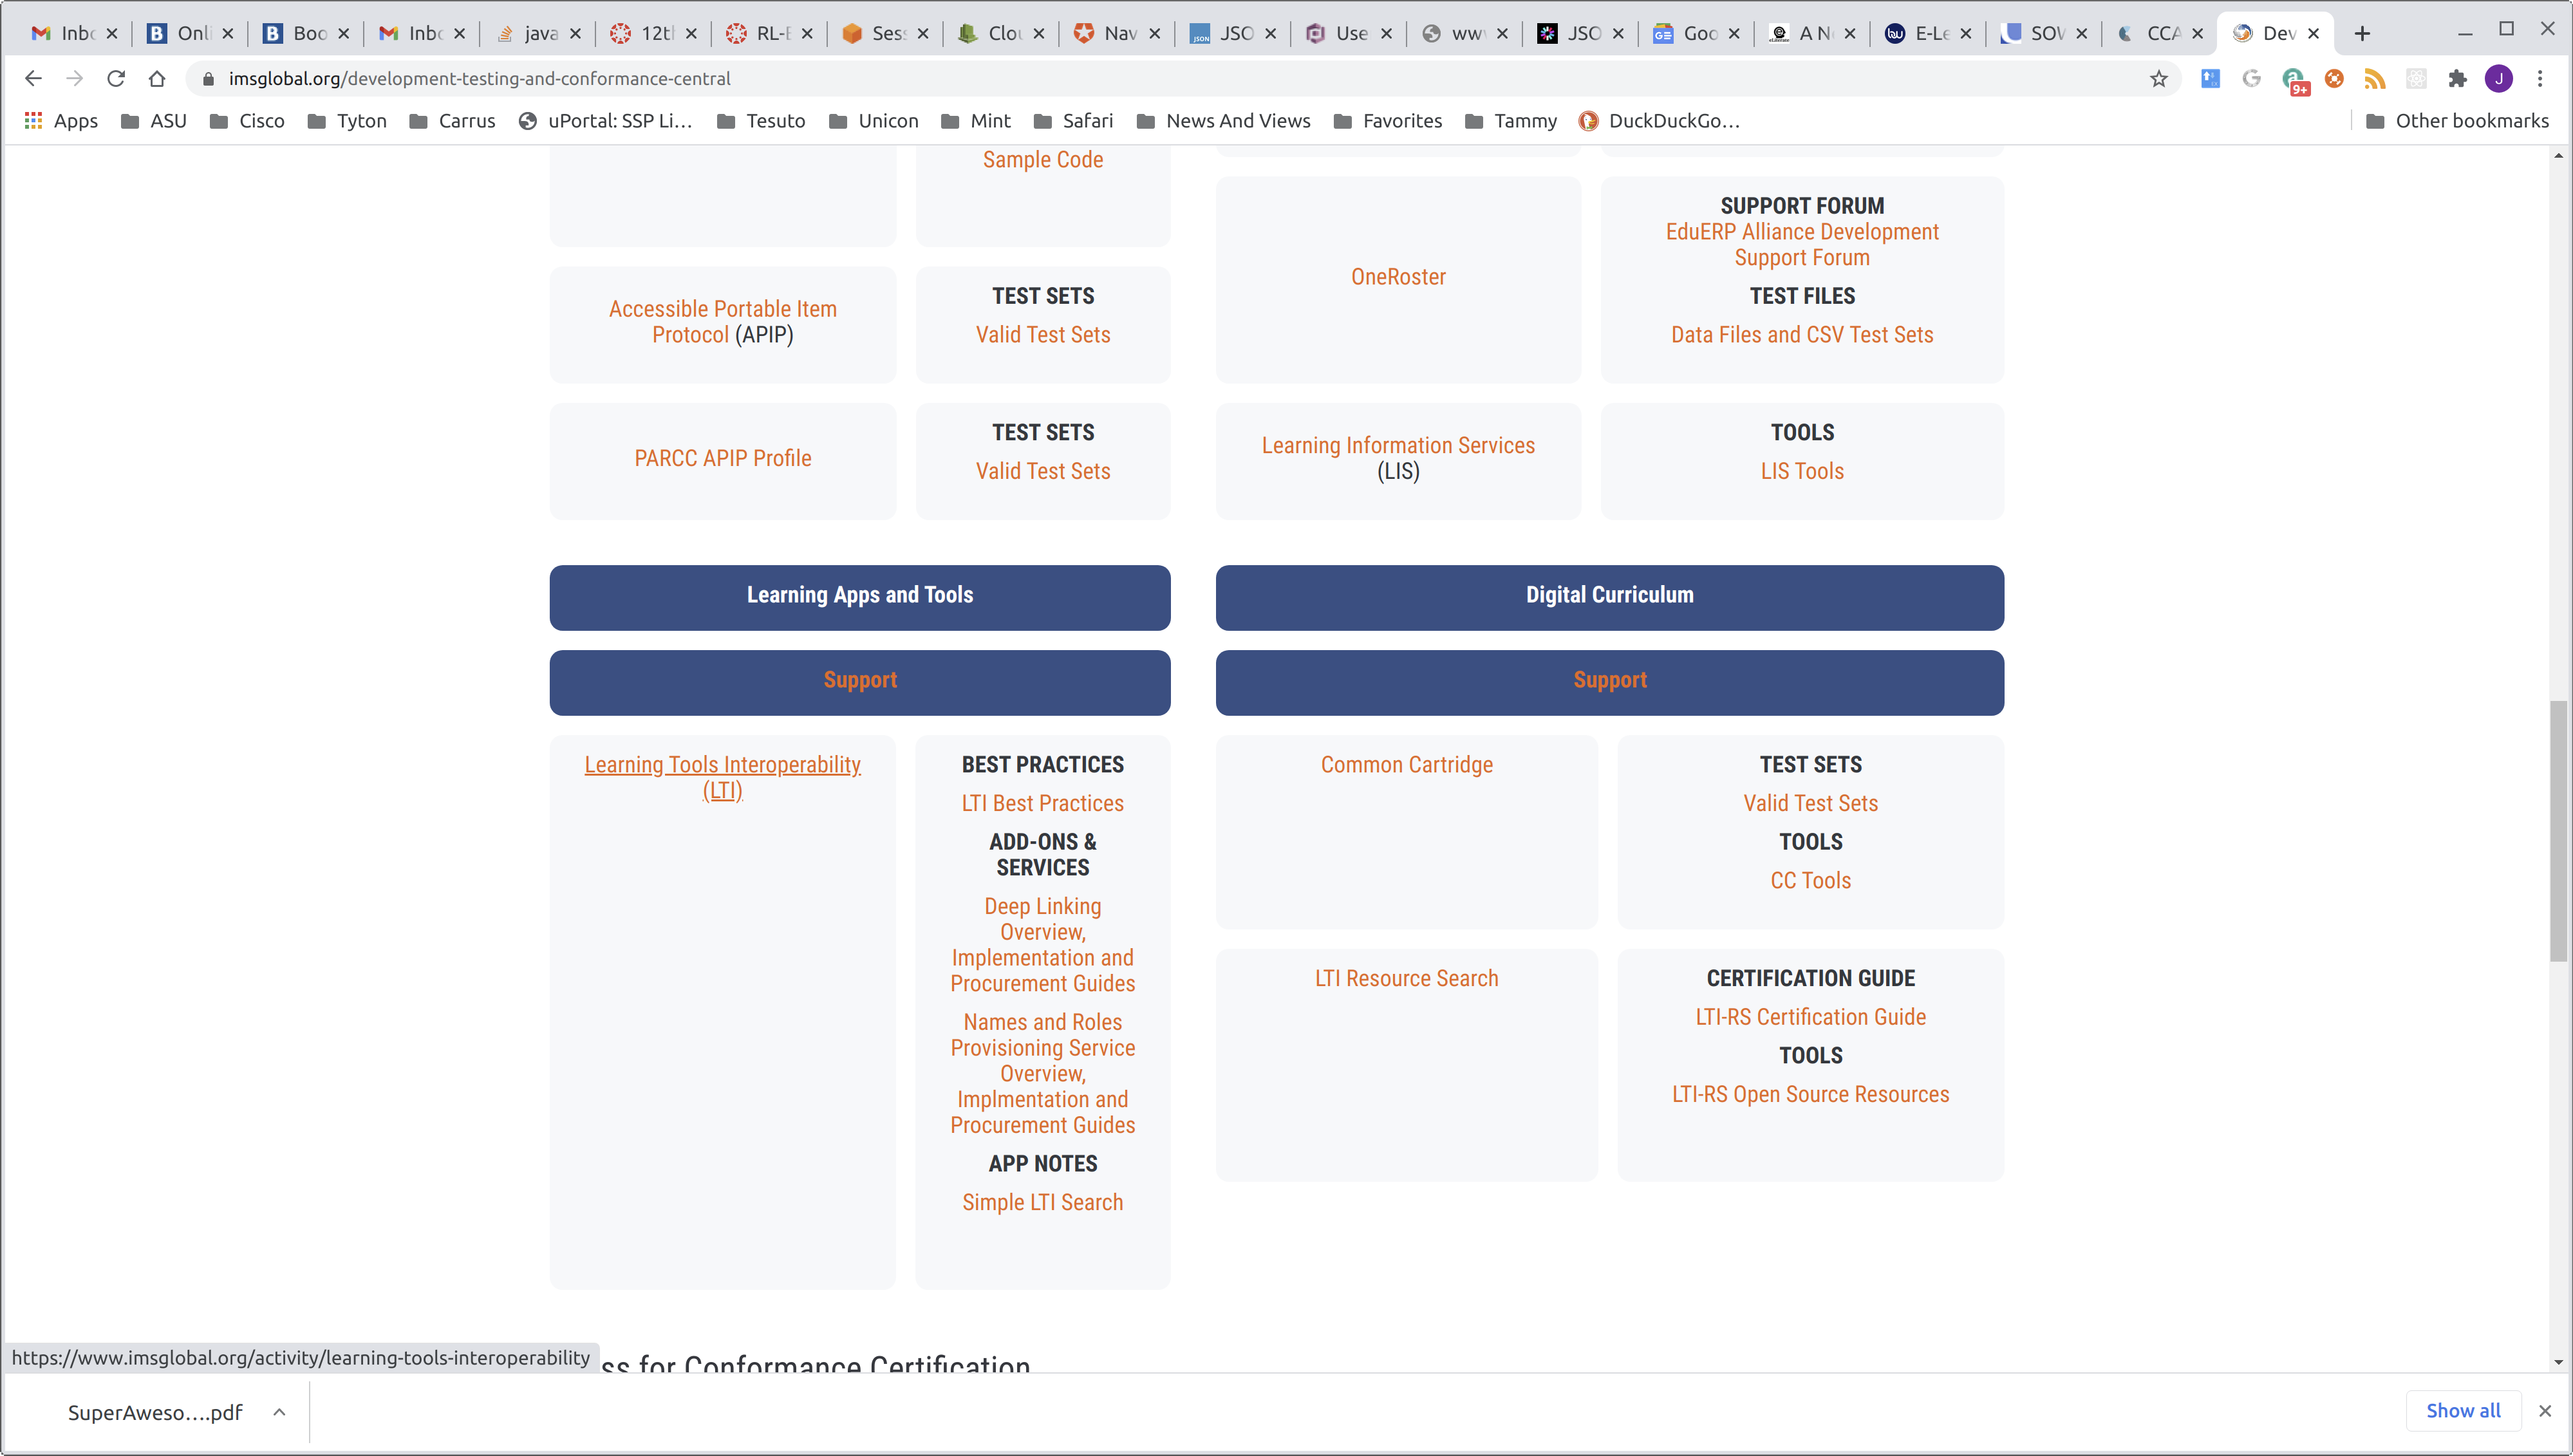 Inbc
Onli
Boo
Inbc
java
12th
RL-E
Sess
Clou
Nav
JSO
Use
ww
JSO
Goo
A N
E-Le
SOW
CCA
Dev
imsglobal.org/development-testing-and-conformance-central
9+
J
Apps
ASU
Cisco
Tyton
Carrus
uPortal: SSP Li...
Tesuto
Unicon
Mint
Safari
News And Views
Favorites
Tammy
DuckDuckGo...
Other bookmarks
Sample Code
Accessible Portable Item
Protocol (APIP)
TEST SETS
Valid Test Sets
PARCC APIP Profile
TEST SETS
Valid Test Sets
OneRoster
SUPPORT FORUM
EduERP Alliance Development
Support Forum
TEST FILES
Data Files and CSV Test Sets
Learning Information Services
(LIS)
TOOLS
LIS Tools
Learning Apps and Tools
Support
Learning Tools Interoperability
(LTI)
BEST PRACTICES
LTI Best Practices
ADD-ONS &
SERVICES
Deep Linking
Overview,
Implementation and
Procurement Guides
Names and Roles
Provisioning Service
Overview,
Implmentation and
Procurement Guides
APP NOTES
Simple LTI Search
Digital Curriculum
Support
Common Cartridge
TEST SETS
Valid Test Sets
TOOLS
CC Tools
LTI Resource Search
CERTIFICATION GUIDE
LTI-RS Certification Guide
TOOLS
LTI-RS Open Source Resources
https://www.imsglobal.org/activity/learning-tools-interoperability
ss for Conformance Certification
SuperAweso....pdf
Show all